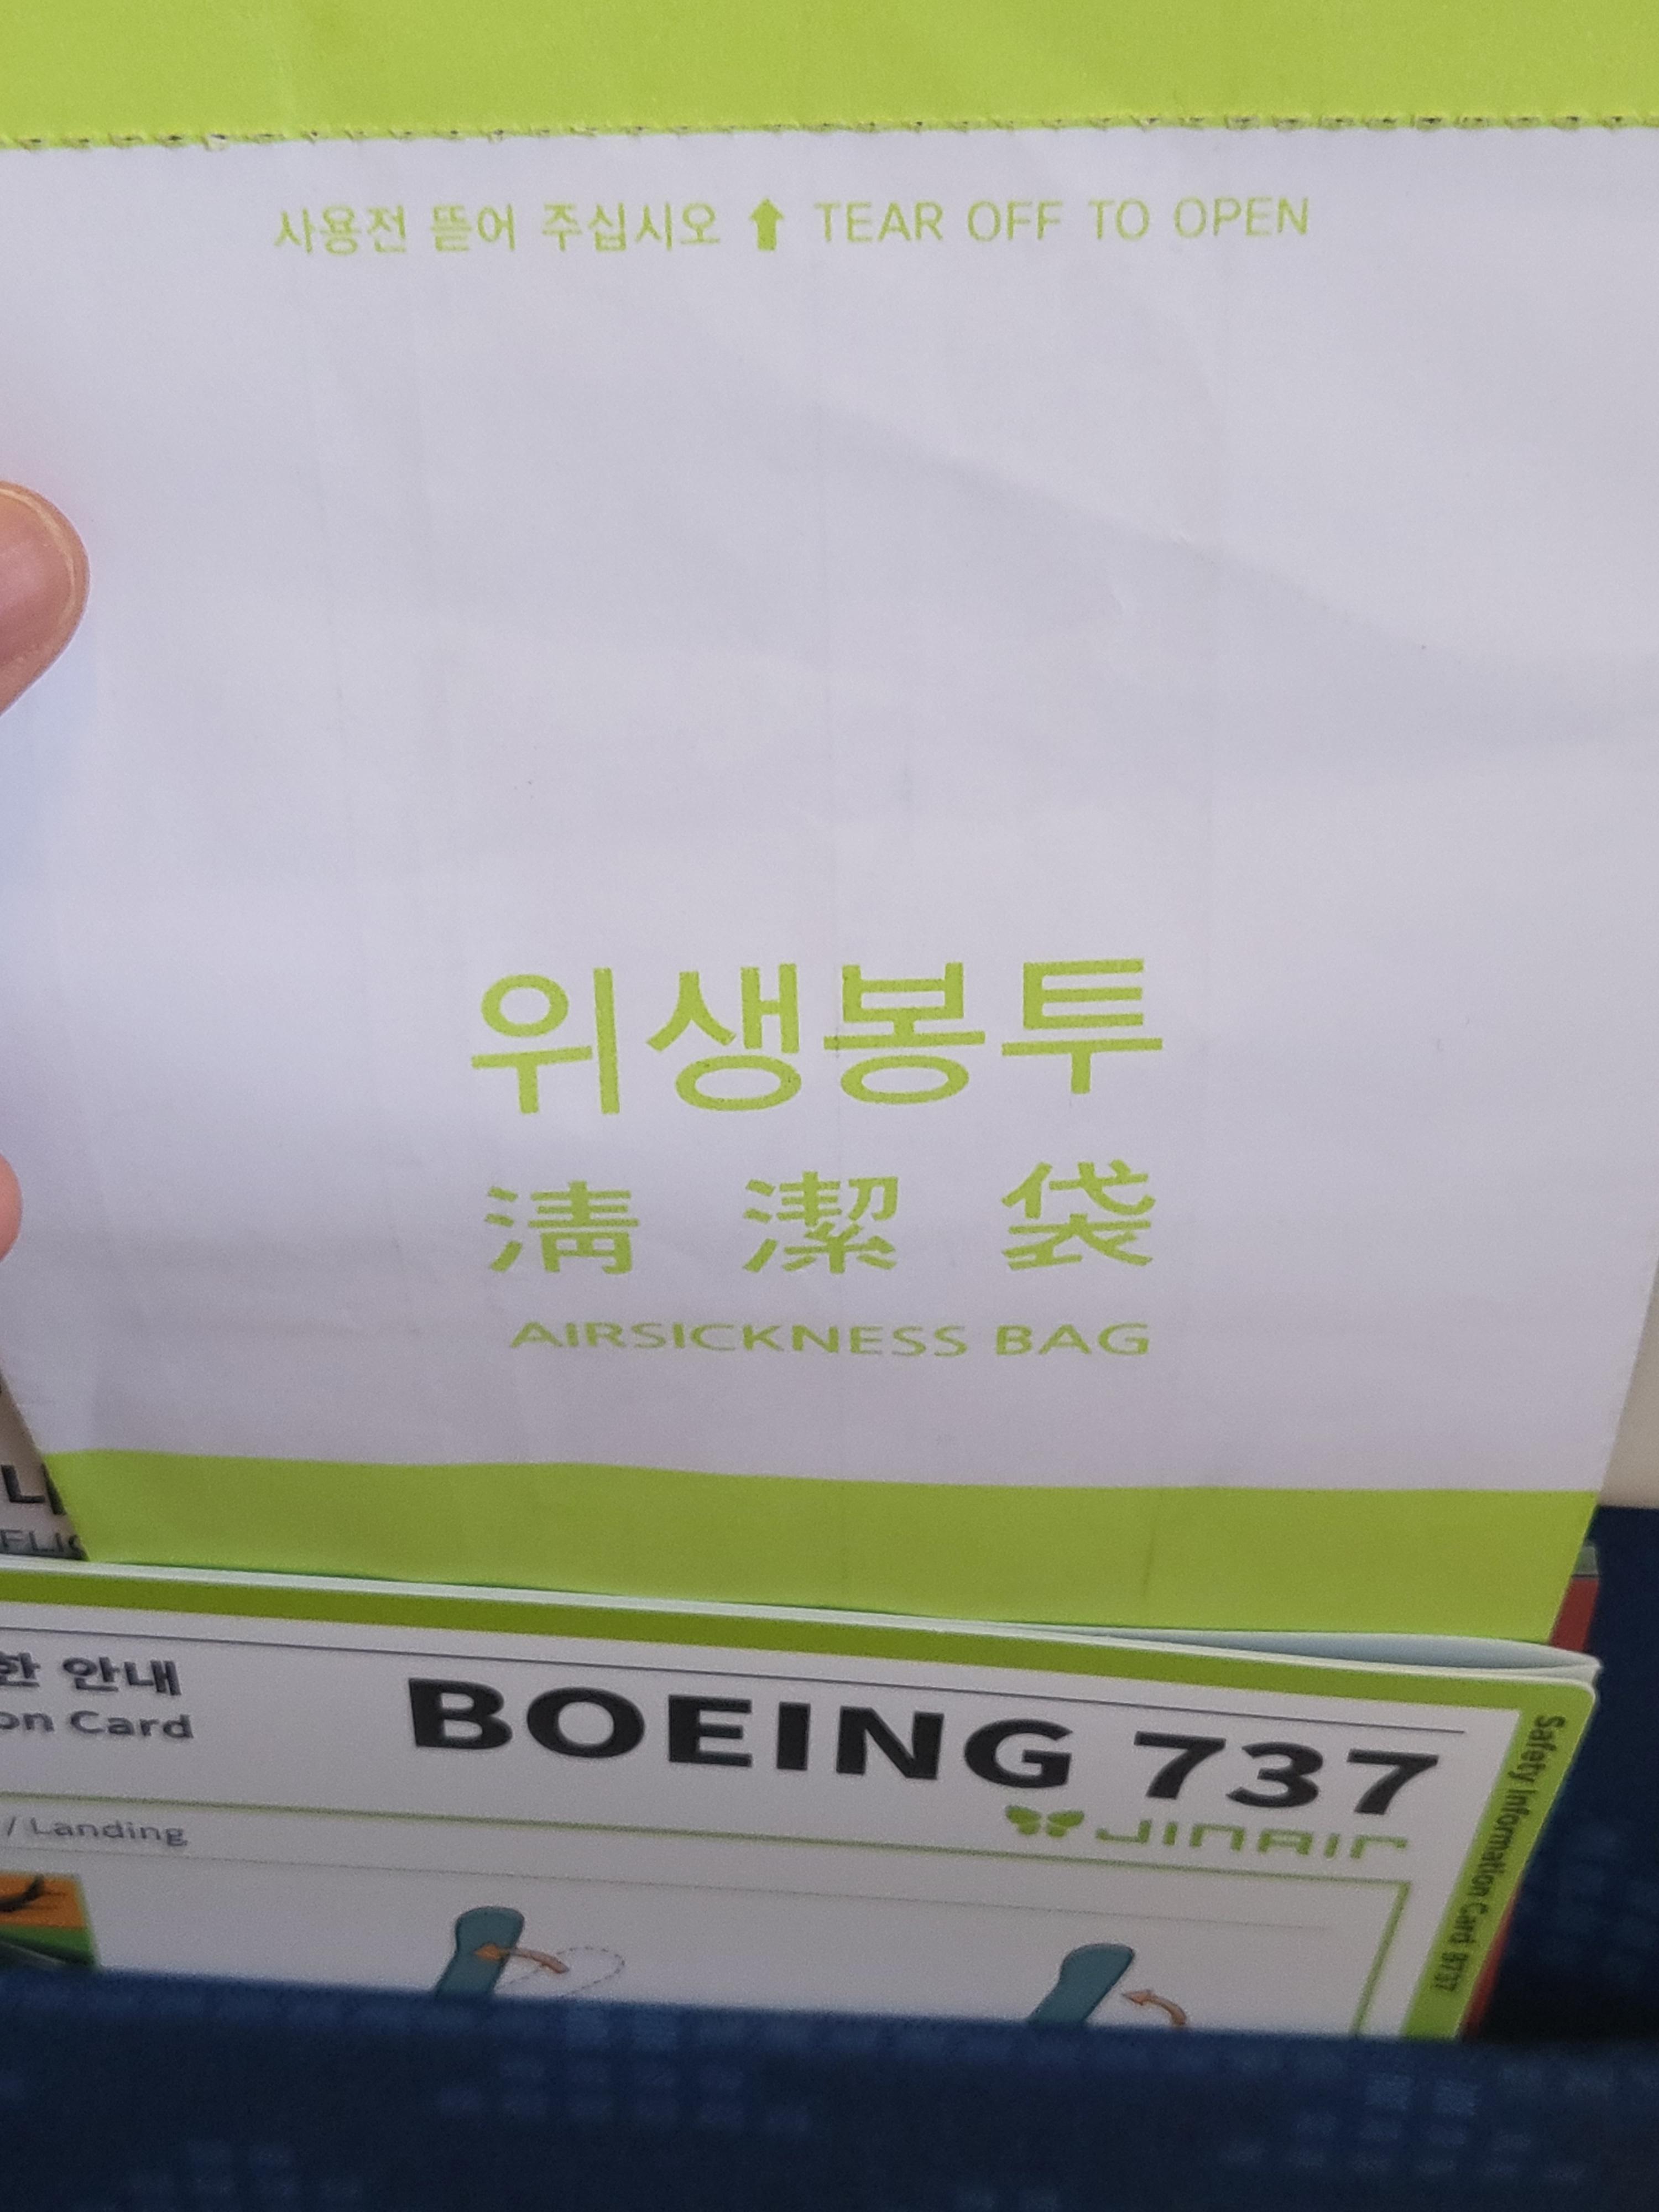 사용전 뜯어 주십시오 ⬆ TEAR OFF TO OPEN
위생봉투
淸潔袋
AIRSICKNESS BAG
한 안내
on Card
BOEING 737
JINAIR
/ Landing
Safety Information Card B737